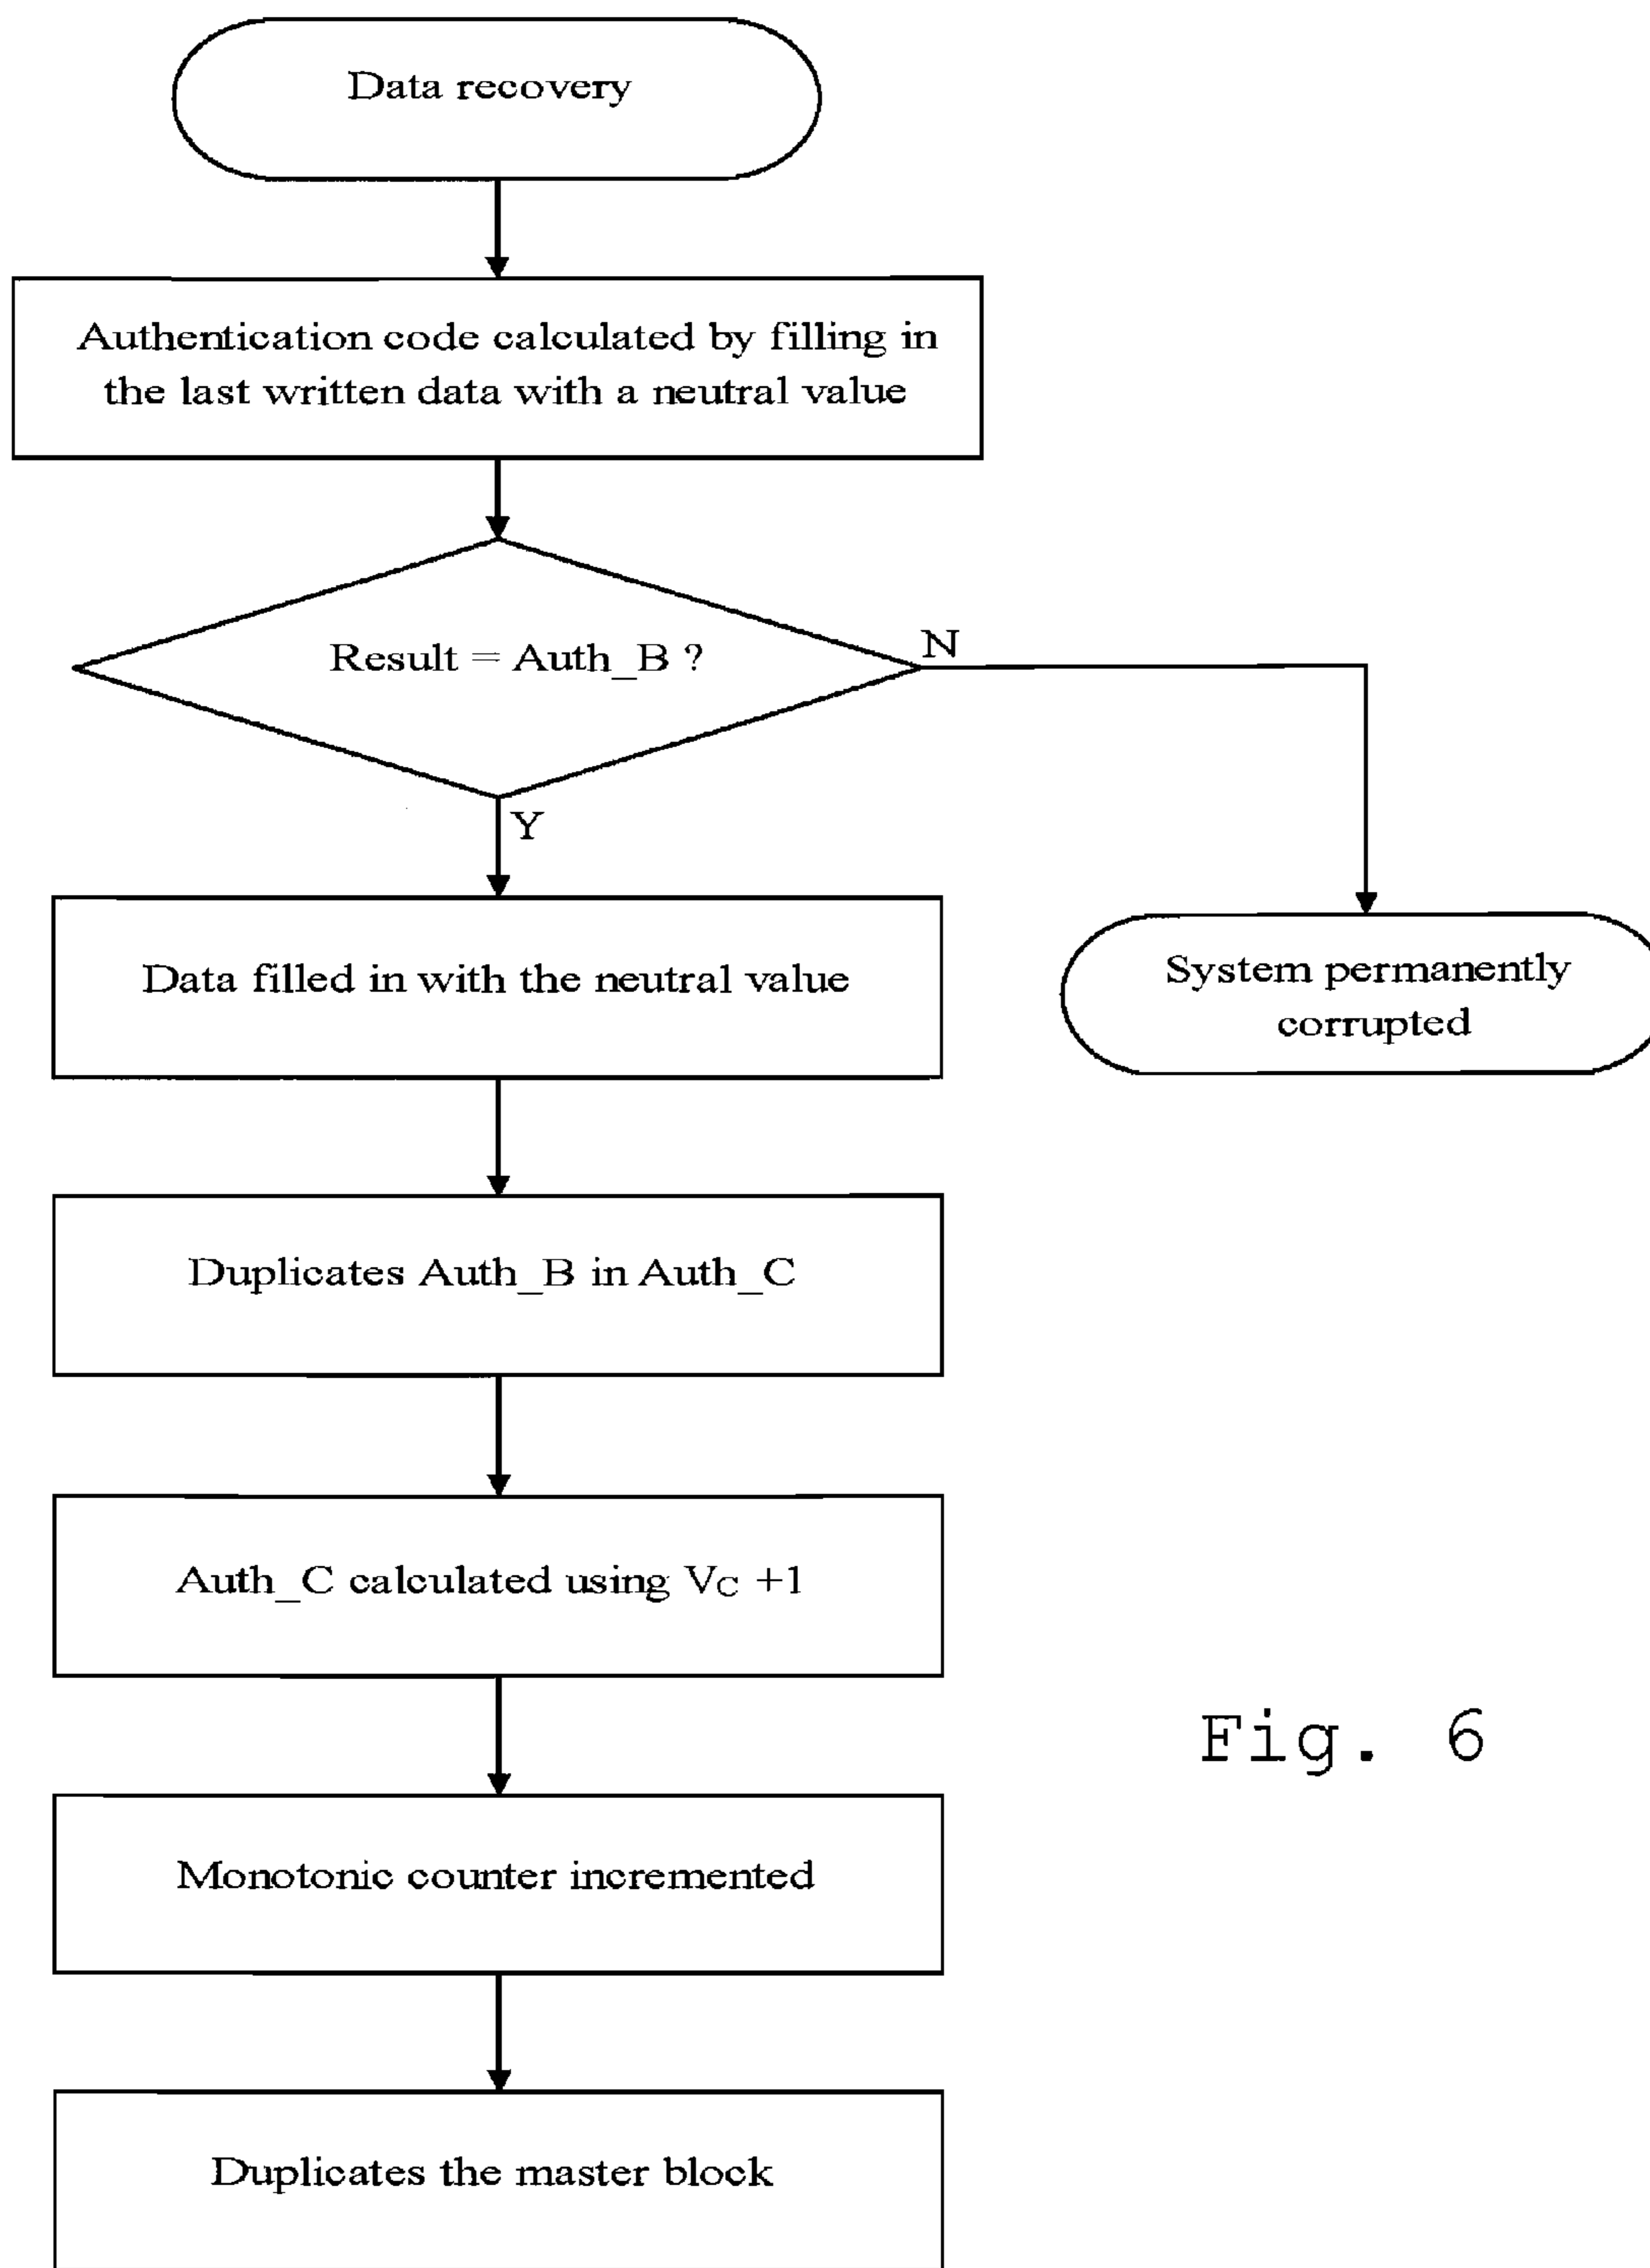 Data recovery
Authentication code calculated by filling in
the last written data with a neutral value
Result = Auth_B ?
N
Y
Data filled in with the neutral value
System permanently
corrupted
Duplicates Auth_B in Auth_C
Auth_C calculated using VC +1
Fig. 6
Monotonic counter incremented
Duplicates the master block